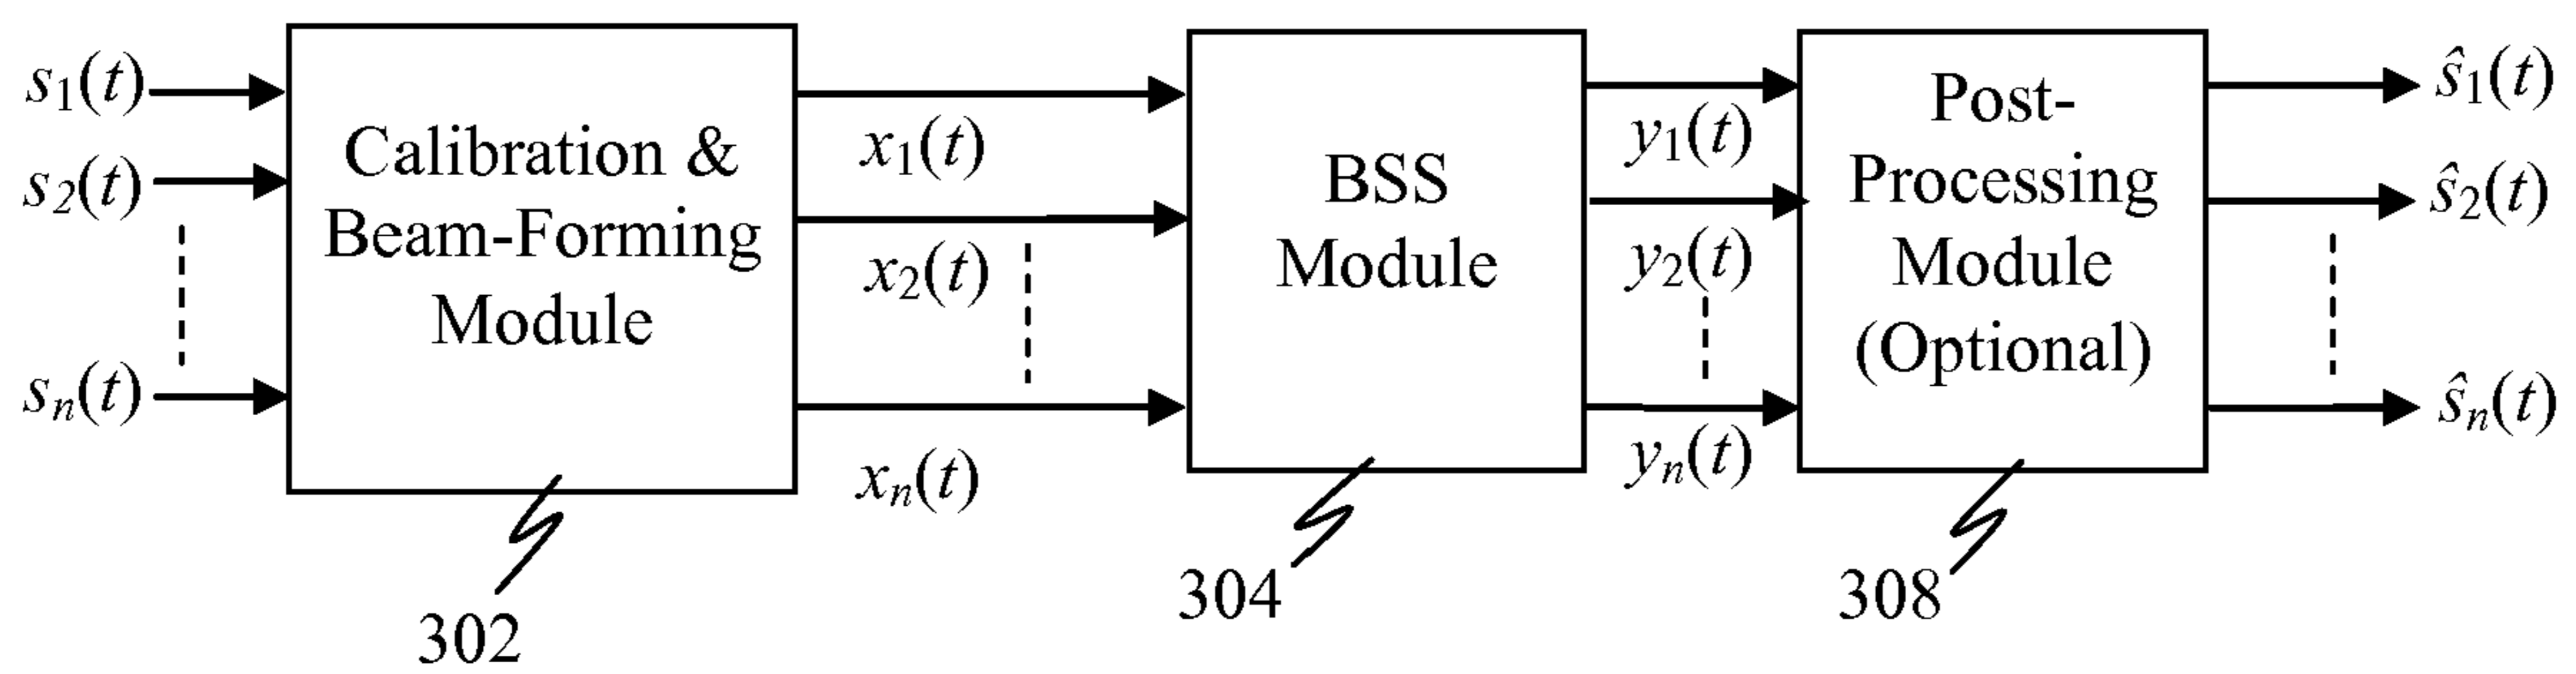 s1(t)
s2(t)
sn(t)
Calibration &
Beam-Forming
Module
302
x1(t)
x2(t)
xn(t)
BSS
Module
304
y1(t)
y2(t)
yn(t)
Post-
Processing
Module
(Optional)
308
ŝ1(t)
ŝ2(t)
ŝn(t)